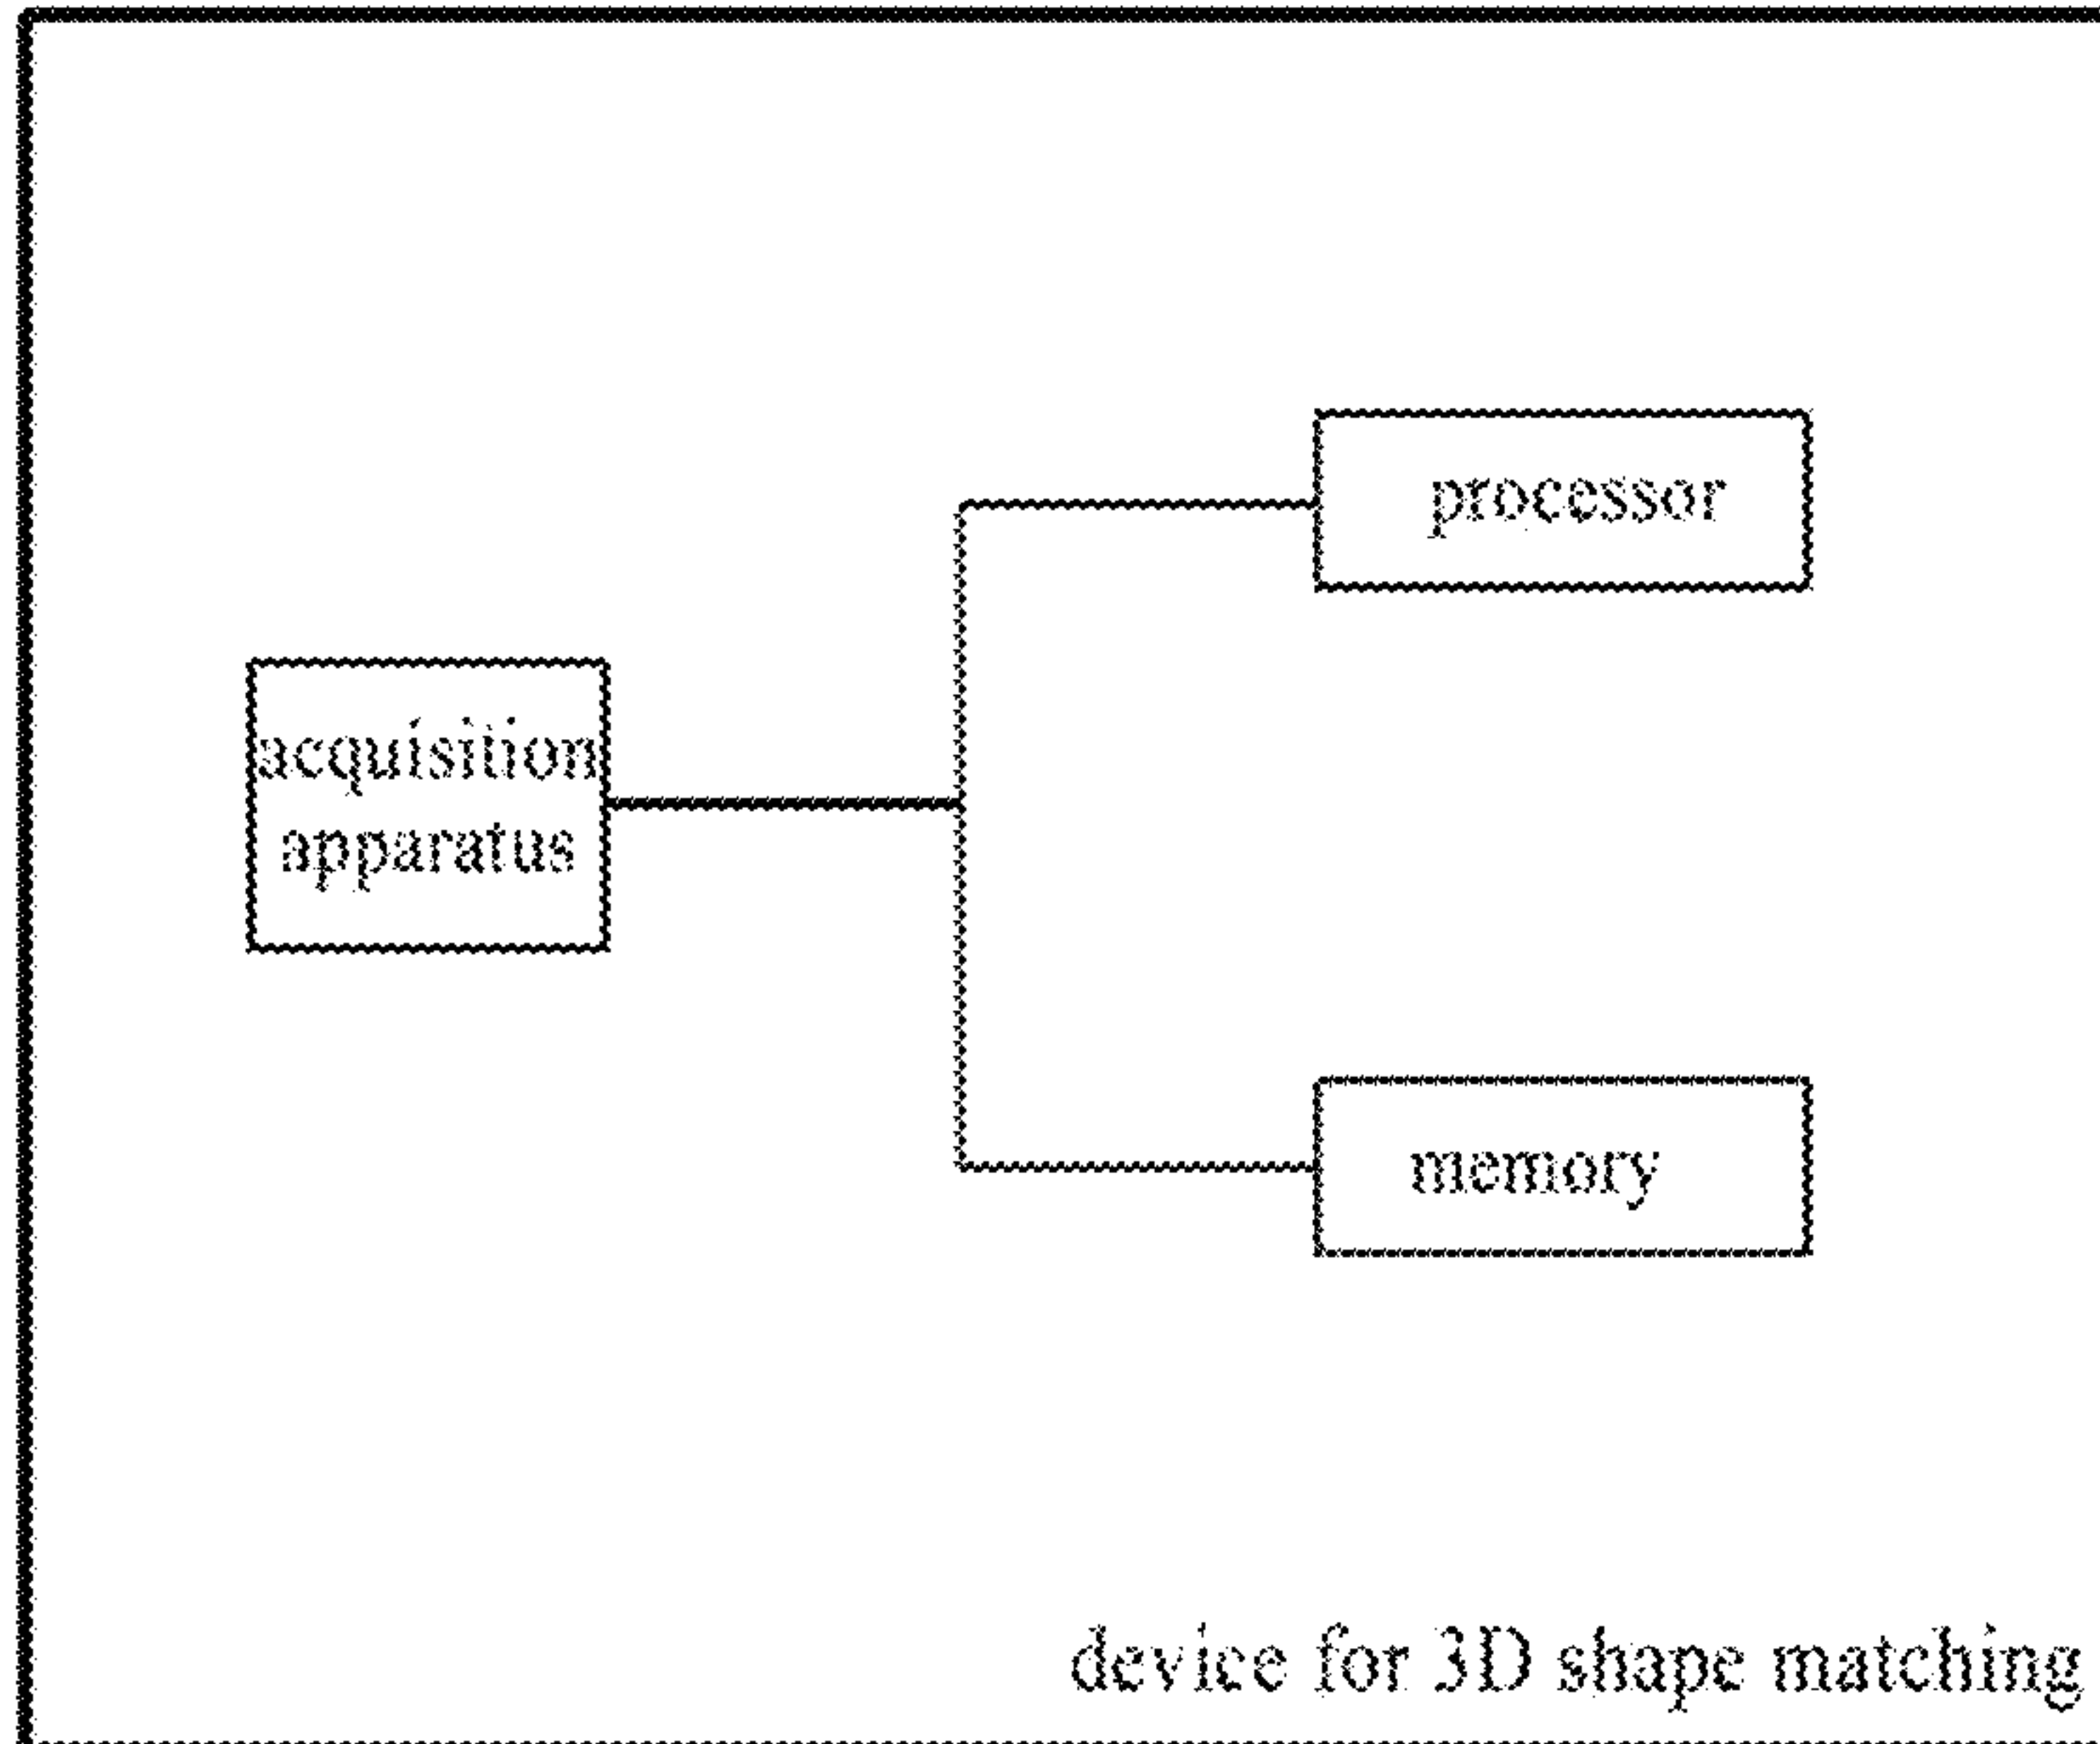 processor
acquisition
apparatus
memory
device for 3D shape matching